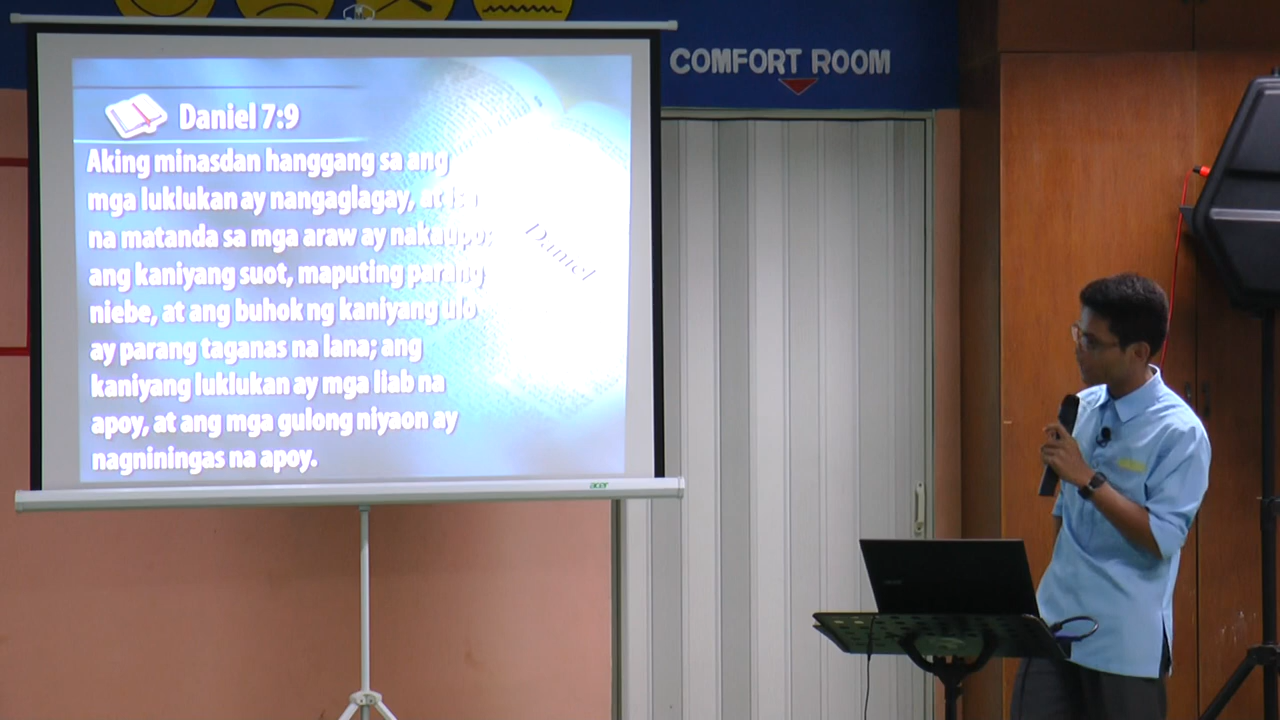 COMFORT ROOM
Daniel 7:9
Aking minasdan hanggang sa ang
mga luklukan ay nangaglagay, at isa
na matanda sa mga araw ay nakaupo;
ang kaniyang suot, maputing parang
niebe, at ang buhok ng kaniyang ulo
ay parang taganas na lana; ang
kaniyang luklukan ay mga liab na
apoy, at ang mga gulong niyaon ay
nagniningas na apoy.
Daniel
acer